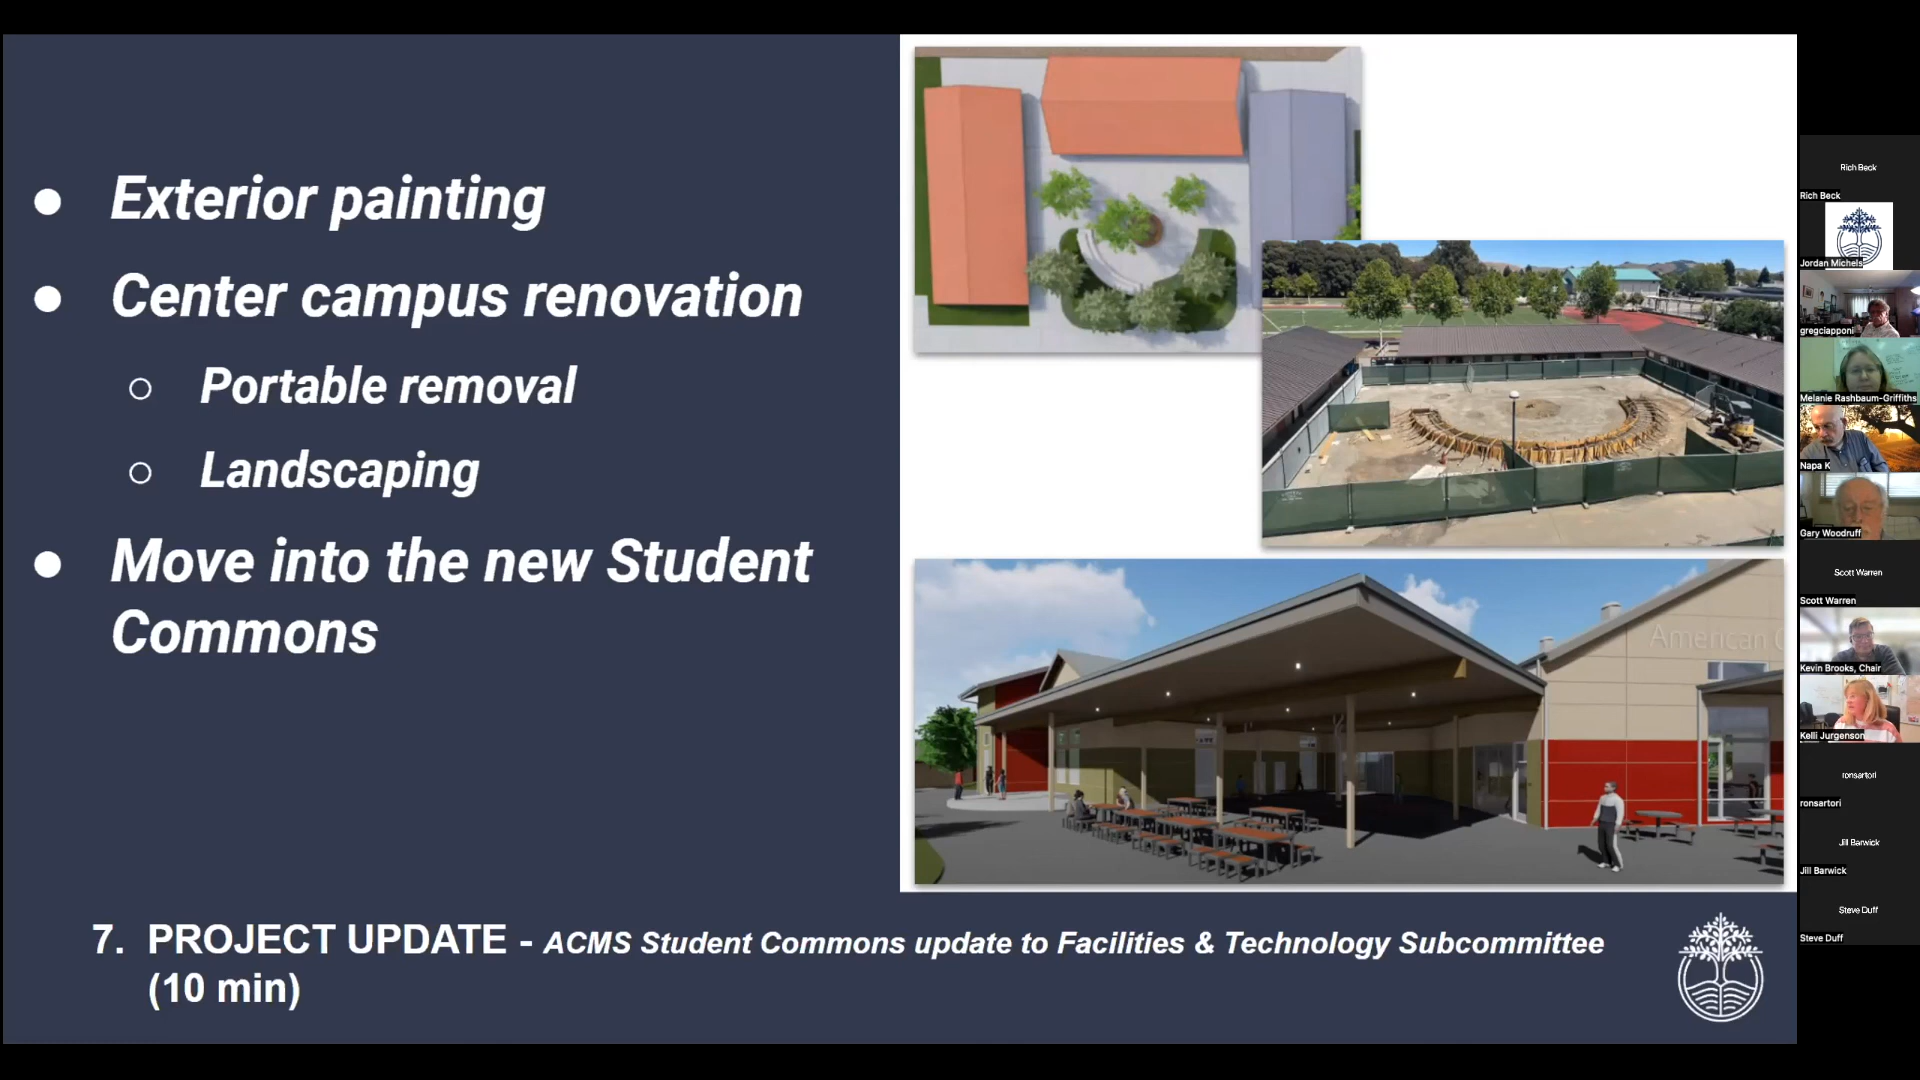 Exterior painting
Center campus renovation
Portable removal
Landscaping
Move into the new Student
Commons
American
7. PROJECT UPDATE - ACMS Student Commons update to Facilities & Technology Subcommittee
(10 min)
Rich Beck
Rich Beck
Jordan Michels
gregciapponi
Melanie Rashbaum-Griffiths
Napa K
Gary Woodruff
Scott Warren
Scott Warren
Kevin Brooks, Chair
Kelli Jurgenson
ronsartori
ronsartori
Jill Barwick
Jill Barwick
Steve Duff
Steve Duff